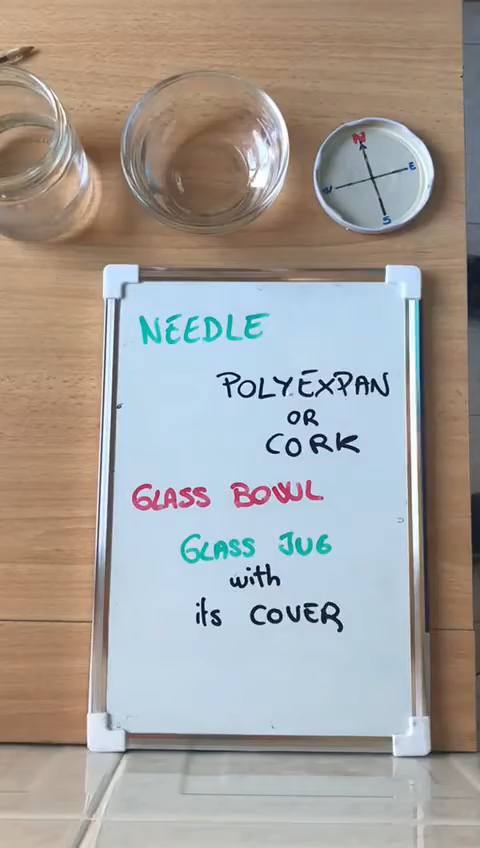 N
W E
S
NEEDLE
POLYEXPAN
OR
CORK
GLASS BOWL
GLASS JUG
with
its COVER